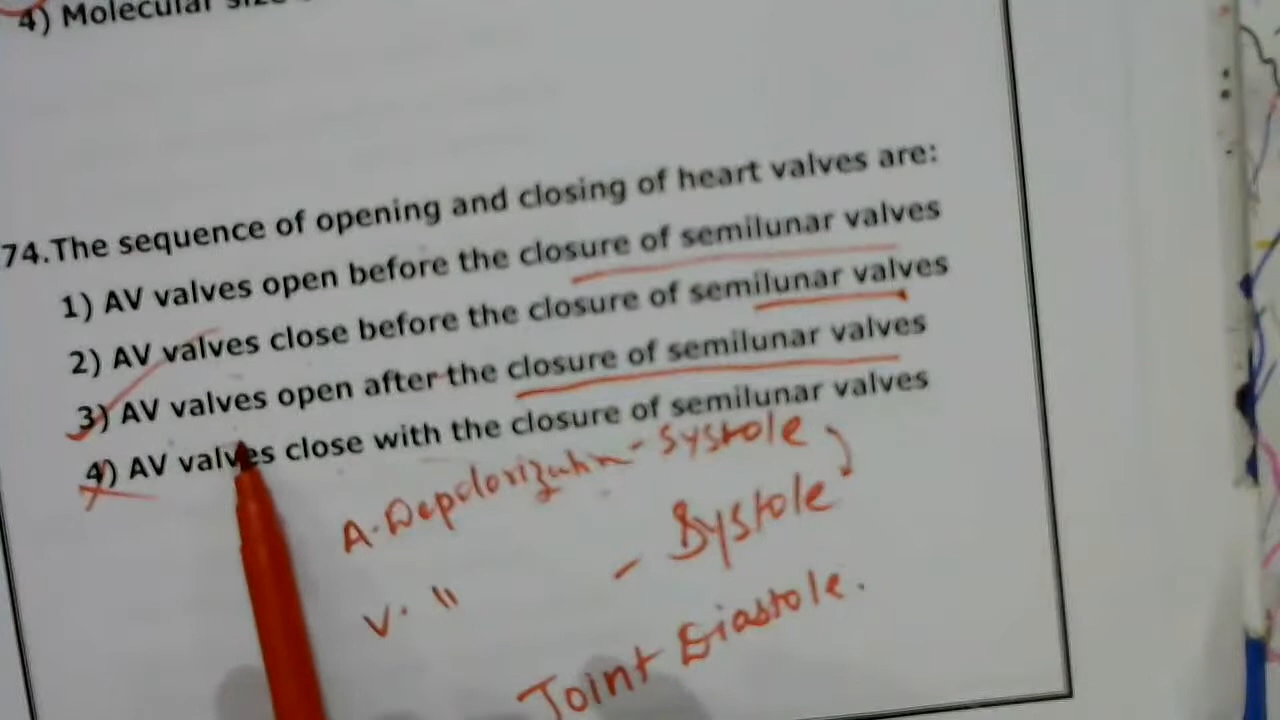 4) Molecular size
74.The sequence of opening and closing of heart valves are:
1) AV valves open before the closure of semilunar valves
2) AV valves close before the closure of semilunar valves
3) AV valves open after the closure of semilunar valves
4) AV valves close with the closure of semilunar valves
A. Depolarizuhn - Systole
V. " - Systole
Joint Diastole.